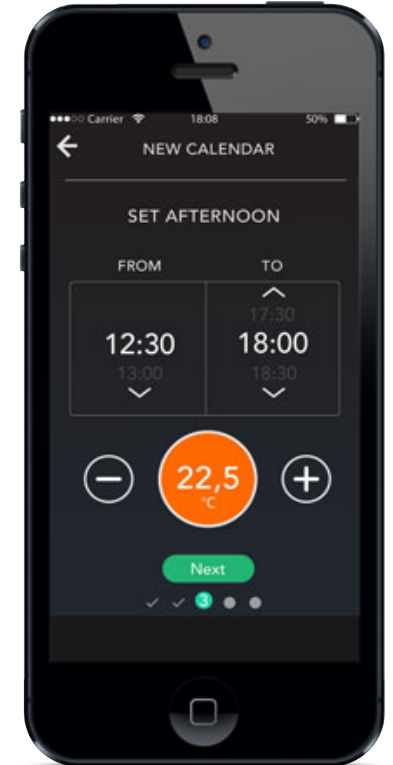 Carrier 18:08 50%
NEW CALENDAR
SET AFTERNOON
FROM TO
17:30
12:30 18:00
13:00 18:30
22,5
°C
Next
3